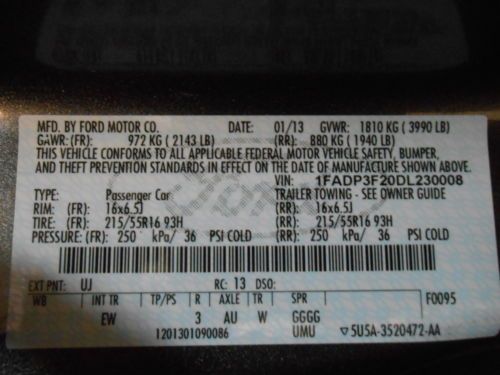 MFD. BY FORD MOTOR CO. DATE: 01/13 GVWR: 1810 KG ( 3990 LB)
GAWR: (FR): 972 KG ( 2143 LB) (RR): 880 KG ( 1940 LB)
THIS VEHICLE CONFORMS TO ALL APPLICABLE FEDERAL MOTOR VEHICLE SAFETY, BUMPER,
AND THEFT PREVENTION STANDARDS IN EFFECT ON THE DATE OF MANUFACTURE SHOWN ABOVE.
VIN: 1FADP3F20DL230008
TYPE: Passenger Car TRAILER TOWING - SEE OWNER GUIDE
RIM: (FR): 16x6.5J (RR): 16x6.5J
TIRE: (FR): 215/55R16 93H (RR): 215/55R16 93H
PRESSURE: (FR): 250 kPa/ 36 PSI COLD (RR): 250 kPa/ 36 PSI COLD
EXT PNT: UJ RC: 13 DSO:
WB INT TR TP/PS R AXLE TR SPR F0095
EW 3 AU W GGGG
1201301090086 UMU ▽5U5A-3520472-AA